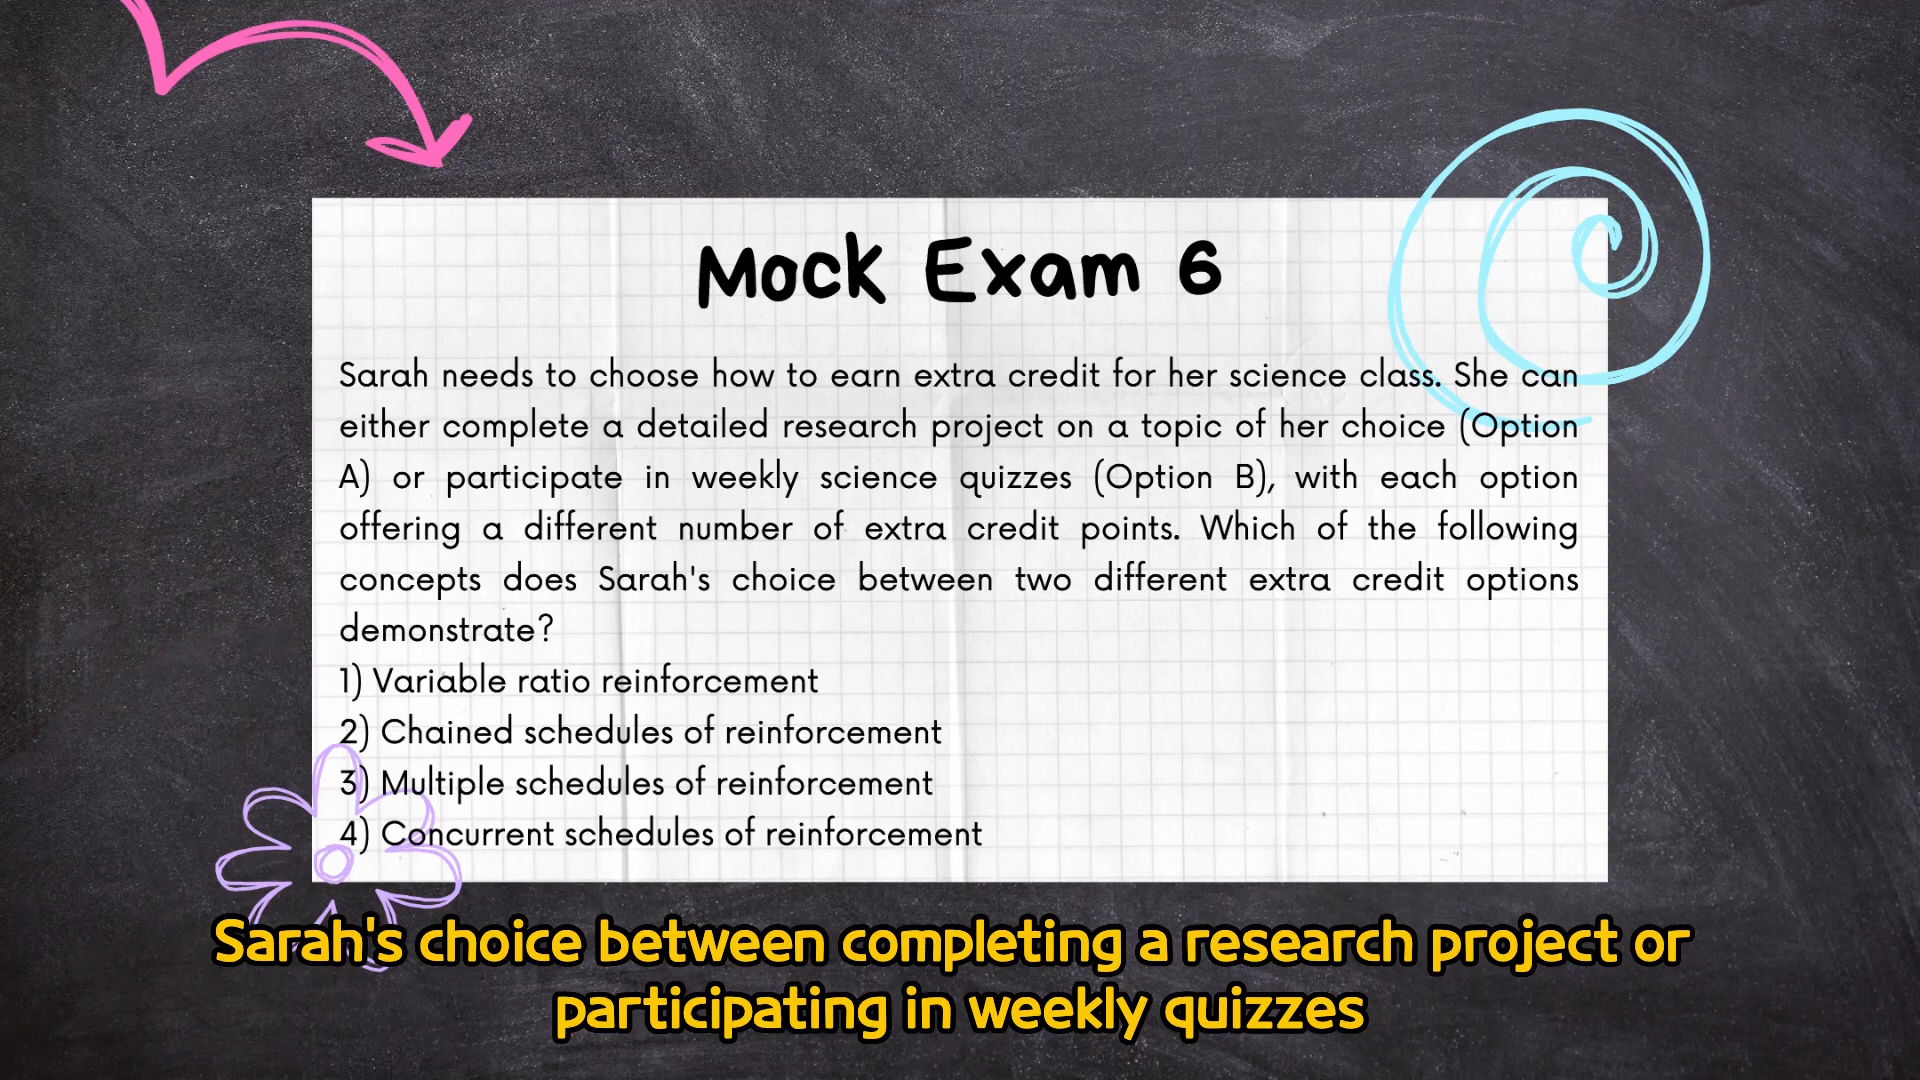 Mock Exam 6
Sarah needs to choose how to earn extra credit for her science class. She can
either complete a detailed research project on a topic of her choice (Option
A) or participate in weekly science quizzes (Option B), with each option
offering a different number of extra credit points. Which of the following
concepts does Sarah's choice between two different extra credit options
demonstrate?
1) Variable ratio reinforcement
2) Chained schedules of reinforcement
3) Multiple schedules of reinforcement
4) Concurrent schedules of reinforcement
Sarah's choice between completing a research project or
participating in weekly quizzes